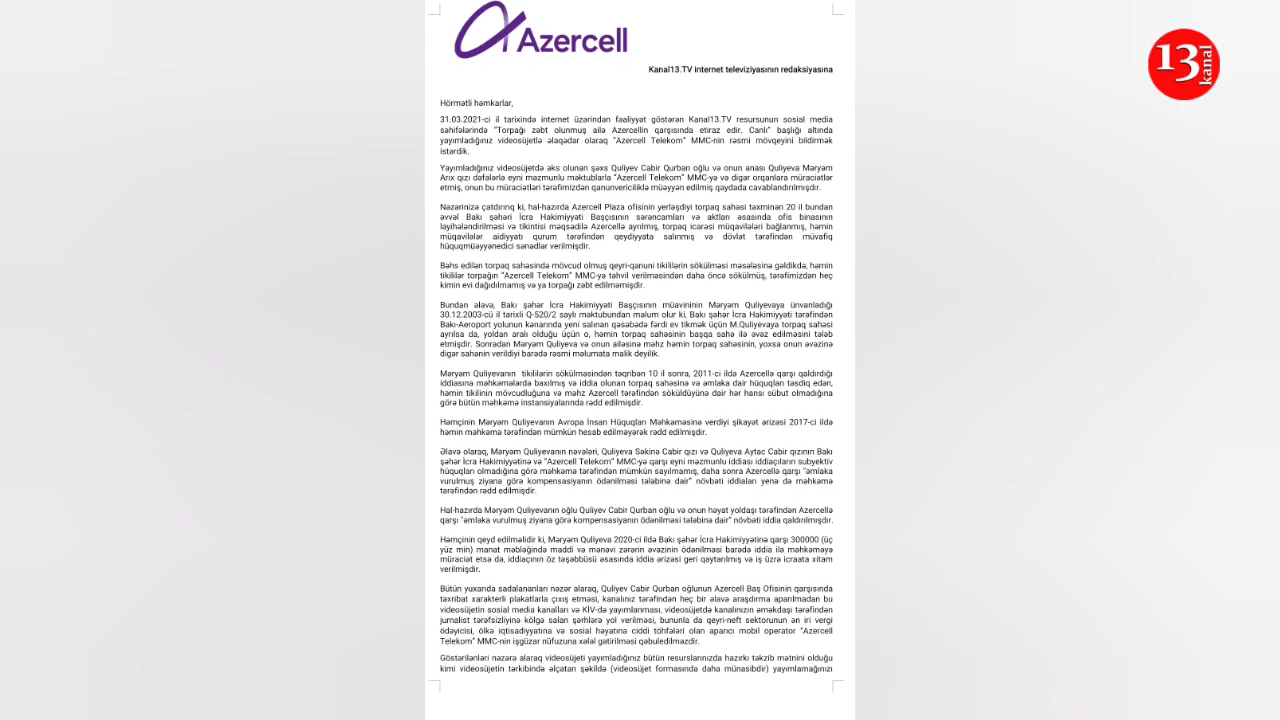 Azercell
13
kanal
Kanal13.TV internet televiziyasının redaksiyasına
Hörmətli həmkarlar,
31.03.2021-ci il tarixində internet üzərindən fəaliyyət göstərən Kanal13.TV resursunun sosial media
səhifələrində “Torpağı zəbt olunmuş ailə Azercellin qarşısında etiraz edir. Canlı” başlığı altında
yayımladığınız videosüjetlə əlaqədar olaraq “Azercell Telekom” MMC-nin rəsmi mövqeyini bildirmək
istərdik.
Yayımladığınız videosüjetdə əks olunan şəxs Quliyev Cabir Qurban oğlu və onun anası Quliyeva Məryəm
Arıx qızı dəfələrlə eyni məzmunlu məktublarla “Azercell Telekom” MMC-yə və digər orqanlara müraciətlər
etmiş, onun bu müraciətləri tərəfimizdən qanunvericiliklə müəyyən edilmiş qaydada cavablandırılmışdır.
Nəzərinizə çatdırırıq ki, hal-hazırda Azercell Plaza ofisinin yerləşdiyi torpaq sahəsi təxminən 20 il bundan
əvvəl Bakı şəhəri İcra Hakimiyyəti Başçısının sərəncamları və aktları əsasında ofis binasının
layihələndirilməsi və tikintisi məqsədilə Azercellə ayrılmış, torpaq icarəsi müqavilələri bağlanmış, həmin
müqavilələr aidiyyatı qurum tərəfindən qeydiyyata salınmış və dövlət tərəfindən müvafiq
hüquqmüəyyənedici sənədlər verilmişdir.
Bəhs edilən torpaq sahəsində mövcud olmuş qeyri-qanuni tikililərin sökülməsi məsələsinə gəldikdə, həmin
tikililər torpağın “Azercell Telekom” MMC-yə təhvil verilməsindən daha öncə sökülmüş, tərəfimizdən heç
kimin evi dağıdılmamış və ya torpağı zəbt edilməmişdir.
Bundan əlavə, Bakı şəhər İcra Hakimiyyəti Başçısının müavininin Məryəm Quliyevaya ünvanladığı
30.12.2003-cü il tarixli Q-520/2 saylı məktubundan məlum olur ki, Bakı şəhər İcra Hakimiyyəti tərəfindən
Bakı-Aeroport yolunun kənarında yeni salınan qəsəbədə fərdi ev tikmək üçün M.Quliyevaya torpaq sahəsi
ayrılsa da, yoldan aralı olduğu üçün o, həmin torpaq sahəsinin başqa saha ilə əvəz edilməsini tələb
etmişdir. Sonradan Məryəm Quliyeva və onun ailəsinə məhz həmin torpaq sahəsinin, yoxsa onun əvəzinə
digər sahənin verildiyi barədə rəsmi məlumata malik deyilik.
Məryəm Quliyevanın tikililərin sökülməsindən təqribən 10 il sonra, 2011-ci ildə Azercellə qarşı qaldırdığı
iddiasına məhkəmələrdə baxılmış və iddia olunan torpaq sahəsinə və əmlaka dair hüquqları təsdiq edən,
həmin tikilinin mövcudluğuna və məhz Azercell tərəfindən söküldüyünə dair hər hansı sübut olmadığına
görə bütün məhkəmə instansiyalarında rədd edilmişdir.
Həmçinin Məryəm Quliyevanın Avropa İnsan Hüquqları Məhkəməsinə verdiyi şikayət ərizəsi 2017-ci ildə
həmin məhkəmə tərəfindən mümkün hesab edilməyərək rədd edilmişdir.
Əlavə olaraq, Məryəm Quliyevanın nəvələri, Quliyeva Səkinə Cabir qızı və Quliyeva Aytac Cabir qızının Bakı
şəhər İcra Hakimiyyətinə və “Azercell Telekom” MMC-yə qarşı eyni məzmunlu iddiası iddiaçıların subyektiv
hüquqları olmadığına görə məhkəmə tərəfindən mümkün sayılmamış, daha sonra Azercellə qarşı “əmlaka
vurulmuş ziyana görə kompensasiyanın ödənilməsi tələbinə dair” növbəti iddiaları yenə də məhkəmə
tərəfindən rədd edilmişdir.
Hal-hazırda Məryəm Quliyevanın oğlu Quliyev Cabir Qurban oğlu və onun həyat yoldaşı tərəfindən Azercellə
qarşı “əmlaka vurulmuş ziyana görə kompensasiyanın ödənilməsi tələbinə dair” növbəti iddia qaldırılmışdır.
Həmçinin qeyd edilməlidir ki, Məryəm Quliyeva 2020-ci ildə Bakı şəhər İcra Hakimiyyətinə qarşı 300000 (üç
yüz min) manat məbləğində maddi və mənəvi zərərin əvəzinin ödənilməsi barədə iddia ilə məhkəməyə
müraciət etsə də, iddiaçının öz təşəbbüsü əsasında iddia ərizəsi geri qaytarılmış və iş üzrə icraata xitam
verilmişdir.
Bütün yuxarıda sadalananları nəzər alaraq, Quliyev Cabir Qurban oğlunun Azercell Baş Ofisinin qarşısında
təxribat xarakterli plakatlarla çıxış etməsi, kanalınız tərəfindən heç bir əlavə araşdırma aparılmadan bu
videosüjetin sosial media kanalları və KİV-də yayımlanması, videosüjetdə kanalınızın əməkdaşı tərəfindən
jurnalist tərəfsizliyinə kölgə salan şərhlərə yol verilməsi, bununla da qeyri-neft sektorunun ən iri vergi
ödəyicisi, ölkə iqtisadiyyatına və sosial həyatına ciddi töhfələri olan aparıcı mobil operator “Azercell
Telekom” MMC-nin işgüzar nüfuzuna xələl gətirilməsi qəbuledilməzdir.
Göstərilənləri nəzərə alaraq videosüjeti yayımladığınız bütün resurslarınızda hazırkı təkzib mətnini olduğu
kimi videosüjetin tərkibində əlçatan şəkildə (videosüjet formasında daha münasibdir) yayımlamağınızı